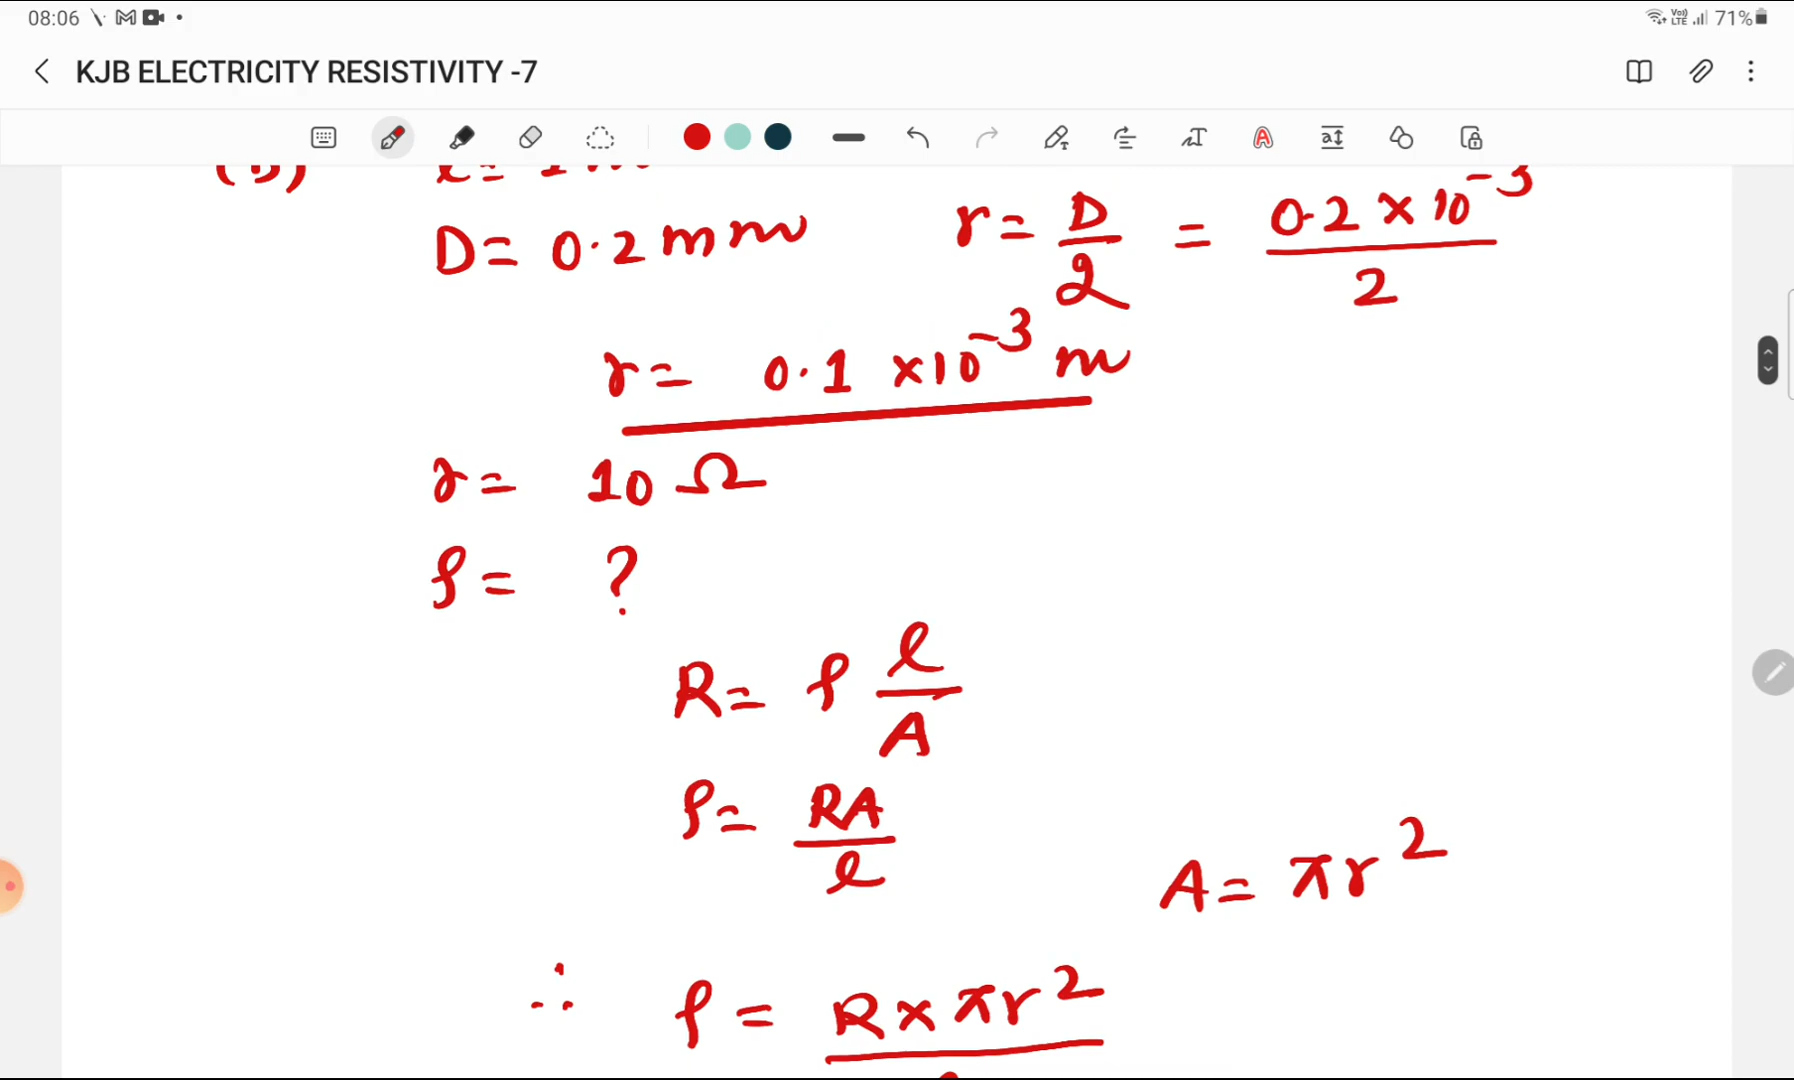 08:06
71%
KJB ELECTRICITY RESISTIVITY -7
D = 0.2 mm r = D/2 = 0.2 × 10⁻³/2
r = 0.1 × 10⁻³ m
r = 10 Ω
ρ = ?
R = ρ l/A
ρ = RA/l
A = πr²
∴ ρ = R × πr²